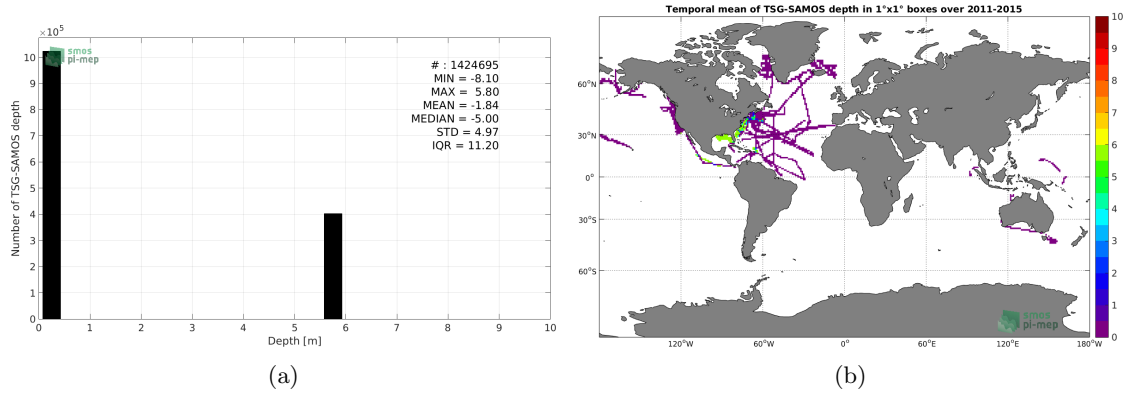 ×10⁵
10
9
8
7
6
5
4
3
2
1
0
Number of TSG-SAMOS depth
smos
pi-mep
# : 1424695
MIN = -8.10
MAX = 5.80
MEAN = -1.84
MEDIAN = -5.00
STD = 4.97
IQR = 11.20
0 1 2 3 4 5 6 7 8 9 10
Depth [m]
(a)
Temporal mean of TSG-SAMOS depth in 1°x1° boxes over 2011-2015
60°N
30°N
0°
30°S
60°S
120°W 60°W 0° 60°E 120°E 180°W
smos
pi-mep
10
9
8
7
6
5
4
3
2
1
0
(b)